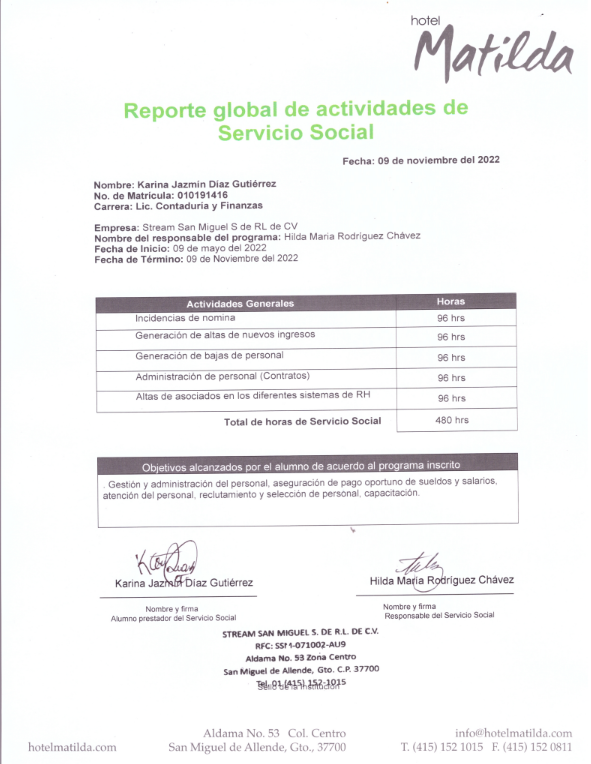 hotel
Matilda
Reporte global de actividades de
Servicio Social
Fecha: 09 de noviembre del 2022
Nombre: Karina Jazmin Díaz Gutiérrez
No. de Matricula: 010191416
Carrera: Lic. Contaduría y Finanzas
Empresa: Stream San Miguel S de RL de CV
Nombre del responsable del programa: Hilda Maria Rodríguez Chávez
Fecha de Inicio: 09 de mayo del 2022
Fecha de Término: 09 de Noviembre del 2022
Actividades Generales Horas
Incidencias de nomina 96 hrs
Generación de altas de nuevos ingresos 96 hrs
Generación de bajas de personal 96 hrs
Administración de personal (Contratos) 96 hrs
Altas de asociados en los diferentes sistemas de RH 96 hrs
Total de horas de Servicio Social 480 hrs
Objetivos alcanzados por el alumno de acuerdo al programa inscrito
. Gestión y administración del personal, aseguración de pago oportuno de sueldos y salarios,
atención del personal, reclutamiento y selección de personal, capacitación.
Karina Jazmin Díaz Gutiérrez Hilda Maria Rodríguez Chávez
Nombre y firma Nombre y firma
Alumno prestador del Servicio Social Responsable del Servicio Social
STREAM SAN MIGUEL S. DE R.L. DE C.V.
RFC: SSM-071002-AU9
Aldama No. 53 Zona Centro
San Miguel de Allende, Gto. C.P. 37700
Tel. 01 (415) 152-1015
Sello de la Institución
Aldama No. 53 Col. Centro info@hotelmatilda.com
hotelmatilda.com San Miguel de Allende, Gto., 37700 T. (415) 152 1015 F. (415) 152 0811